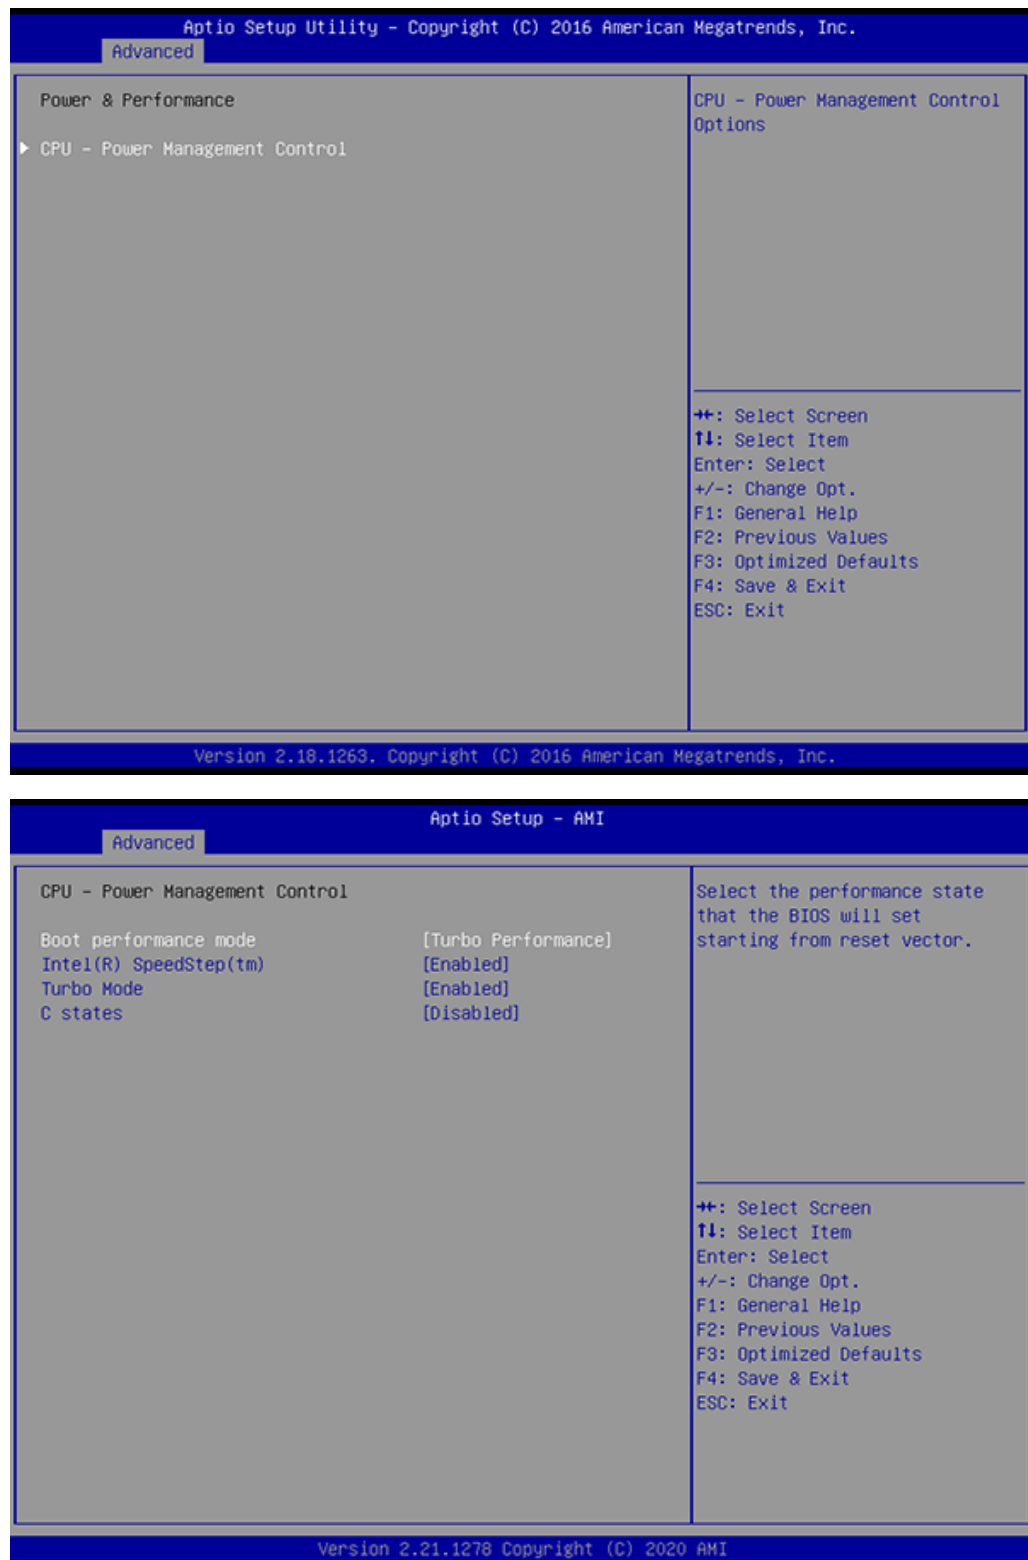 Aptio Setup Utility – Copyright (C) 2016 American Megatrends, Inc.
Advanced
Power & Performance
CPU – Power Management Control
CPU – Power Management Control
Options
→←: Select Screen
↑↓: Select Item
Enter: Select
+/-: Change Opt.
F1: General Help
F2: Previous Values
F3: Optimized Defaults
F4: Save & Exit
ESC: Exit
Version 2.18.1263. Copyright (C) 2016 American Megatrends, Inc.
Aptio Setup – AMI
Advanced
CPU – Power Management Control
Boot performance mode [Turbo Performance]
Intel(R) SpeedStep(tm) [Enabled]
Turbo Mode [Enabled]
C states [Disabled]
Select the performance state
that the BIOS will set
starting from reset vector.
→←: Select Screen
↑↓: Select Item
Enter: Select
+/-: Change Opt.
F1: General Help
F2: Previous Values
F3: Optimized Defaults
F4: Save & Exit
ESC: Exit
Version 2.21.1278 Copyright (C) 2020 AMI